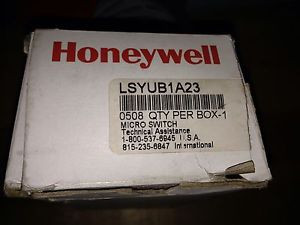 Honeywell
LSYUB1A23
0508 QTY PER BOX-1
MICRO SWITCH
Technical Assistance
1-800-537-6945 U.S.A.
815-235-6847 International